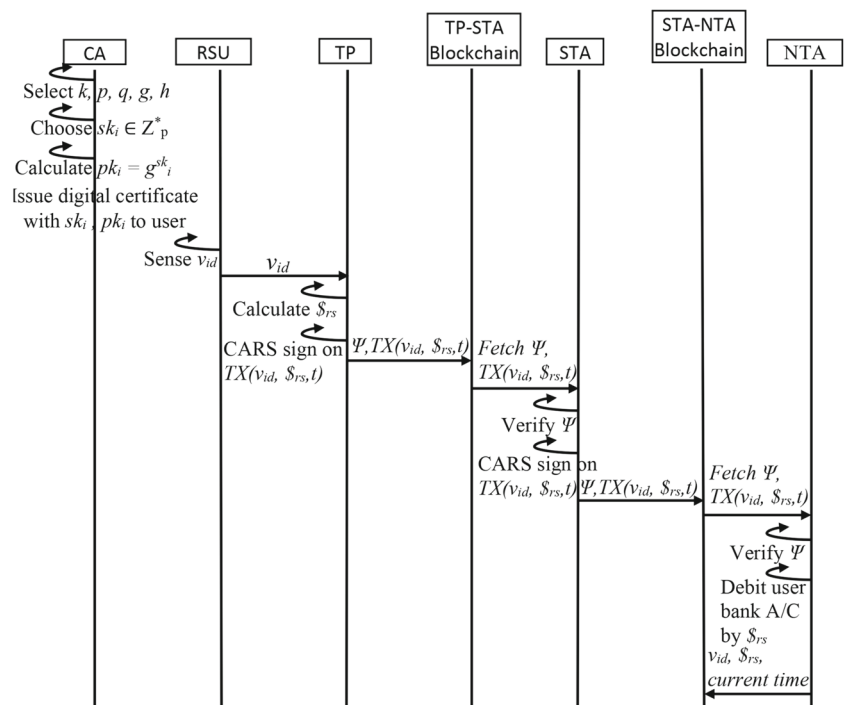 CA
RSU
TP
TP-STA
Blockchain
STA
STA-NTA
Blockchain
NTA
Select k, p, q, g, h
Choose skᵢ ∈ Z*ₚ
Calculate pkᵢ = g^skᵢ
Issue digital certificate
with skᵢ , pkᵢ to user
Sense v_id
v_id
Calculate $_rs
CARS sign on
TX(v_id, $_rs,t)
Ψ,TX(v_id, $_rs,t)
Fetch Ψ,
TX(v_id, $_rs,t)
Verify Ψ
CARS sign on
TX(v_id, $_rs,t)
Ψ,TX(v_id, $_rs,t)
Fetch Ψ,
TX(v_id, $_rs,t)
Verify Ψ
Debit user
bank A/C
by $_rs
v_id, $_rs,
current time